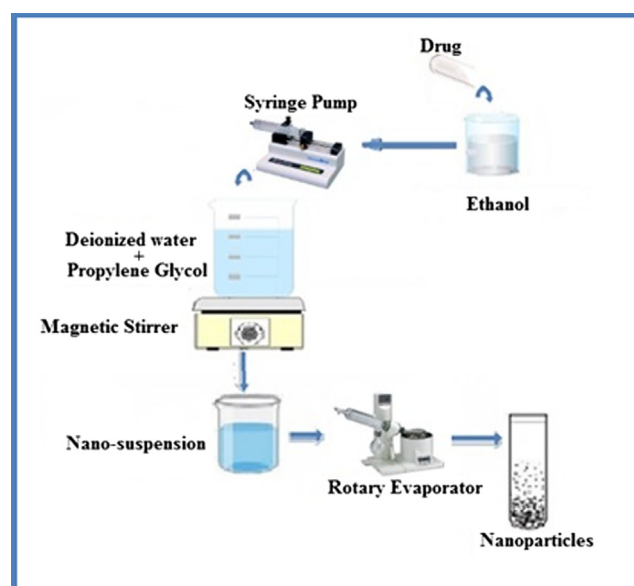 Drug
Syringe Pump
Ethanol
Deionized water
+
Propylene Glycol
Magnetic Stirrer
Nano-suspension
Rotary Evaporator
Nanoparticles